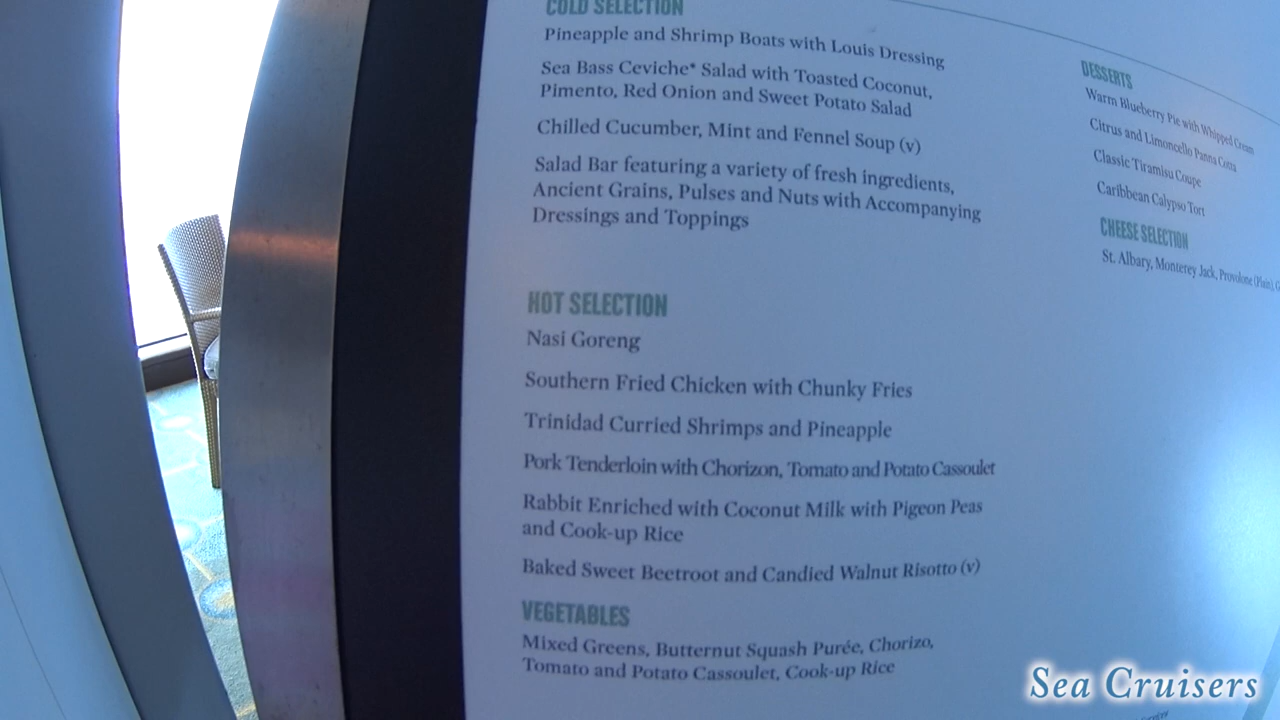 COLD SELECTION
Pineapple and Shrimp Boats with Louis Dressing
Sea Bass Ceviche* Salad with Toasted Coconut,
Pimento, Red Onion and Sweet Potato Salad
Chilled Cucumber, Mint and Fennel Soup (v)
Salad Bar featuring a variety of fresh ingredients,
Ancient Grains, Pulses and Nuts with Accompanying
Dressings and Toppings
HOT SELECTION
Nasi Goreng
Southern Fried Chicken with Chunky Fries
Trinidad Curried Shrimps and Pineapple
Pork Tenderloin with Chorizon, Tomato and Potato Cassoulet
Rabbit Enriched with Coconut Milk with Pigeon Peas
and Cook-up Rice
Baked Sweet Beetroot and Candied Walnut Risotto (v)
VEGETABLES
Mixed Greens, Butternut Squash Purée, Chorizo,
Tomato and Potato Cassoulet, Cook-up Rice
DESSERTS
Warm Blueberry Pie with Whipped Cream
Citrus and Limoncello Panna Cotta
Classic Tiramisu Coupe
Caribbean Calypso Tort
CHEESE SELECTION
St. Albary, Monterey Jack, Provolone (Plain),
Sea Cruisers